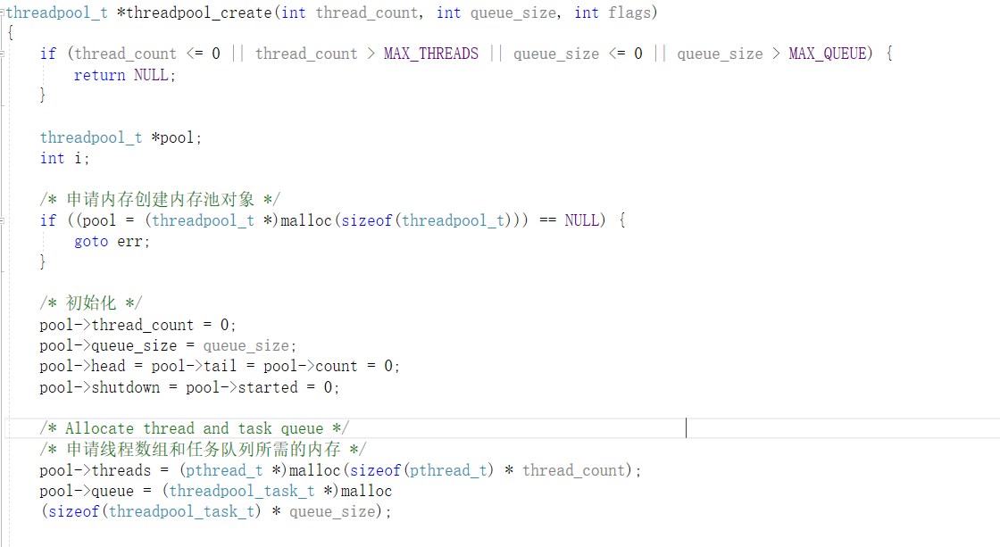 threadpool_t *threadpool_create(int thread_count, int queue_size, int flags)
{
    if (thread_count <= 0 || thread_count > MAX_THREADS || queue_size <= 0 || queue_size > MAX_QUEUE) {
        return NULL;
    }

    threadpool_t *pool;
    int i;

    /* 申请内存创建内存池对象 */
    if ((pool = (threadpool_t *)malloc(sizeof(threadpool_t))) == NULL) {
        goto err;
    }

    /* 初始化 */
    pool->thread_count = 0;
    pool->queue_size = queue_size;
    pool->head = pool->tail = pool->count = 0;
    pool->shutdown = pool->started = 0;

    /* Allocate thread and task queue */
    /* 申请线程数组和任务队列所需的内存 */
    pool->threads = (pthread_t *)malloc(sizeof(pthread_t) * thread_count);
    pool->queue = (threadpool_task_t *)malloc
    (sizeof(threadpool_task_t) * queue_size);